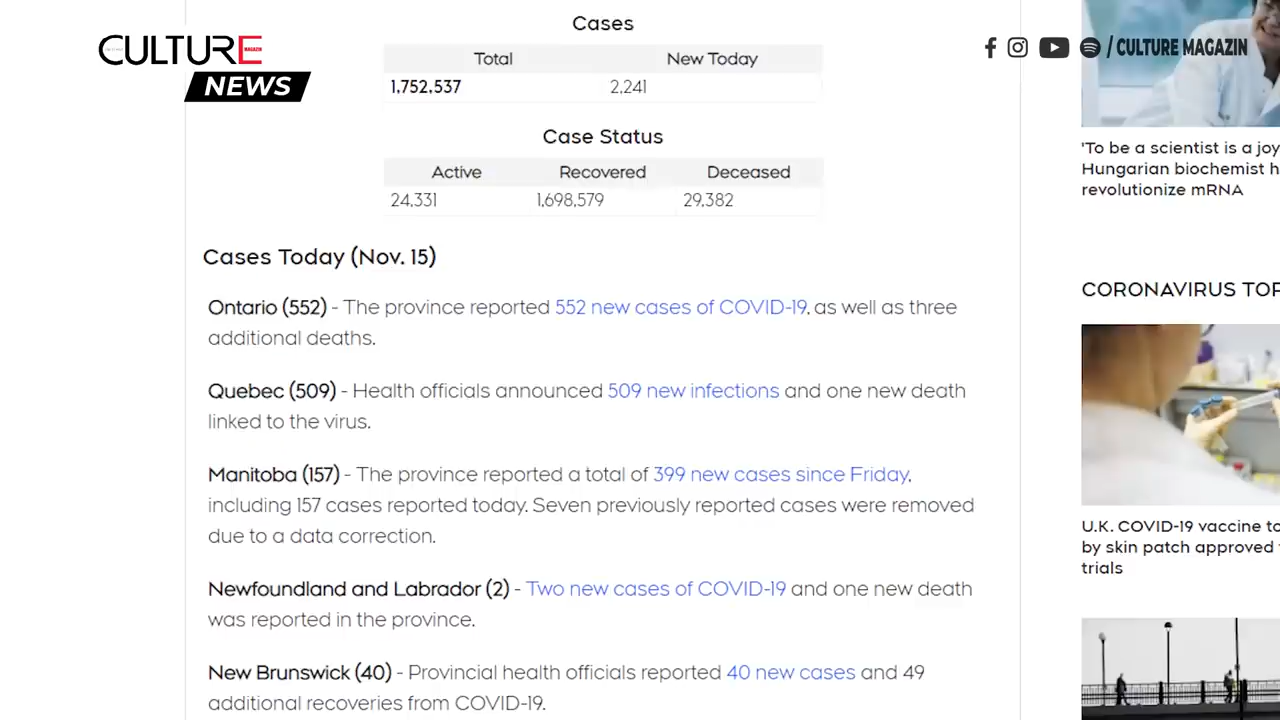 CULTURE
MAGAZIN
NEWS
/ CULTURE MAGAZIN
Cases
Total New Today
1,752,537 2,241
Case Status
Active Recovered Deceased
24,331 1,698,579 29,382
Cases Today (Nov. 15)
Ontario (552) - The province reported 552 new cases of COVID-19, as well as three
additional deaths.
Quebec (509) - Health officials announced 509 new infections and one new death
linked to the virus.
Manitoba (157) - The province reported a total of 399 new cases since Friday,
including 157 cases reported today. Seven previously reported cases were removed
due to a data correction.
Newfoundland and Labrador (2) - Two new cases of COVID-19 and one new death
was reported in the province.
New Brunswick (40) - Provincial health officials reported 40 new cases and 49
additional recoveries from COVID-19.
'To be a scientist is a joy
Hungarian biochemist h
revolutionize mRNA
CORONAVIRUS TOP
U.K. COVID-19 vaccine to
by skin patch approved
trials